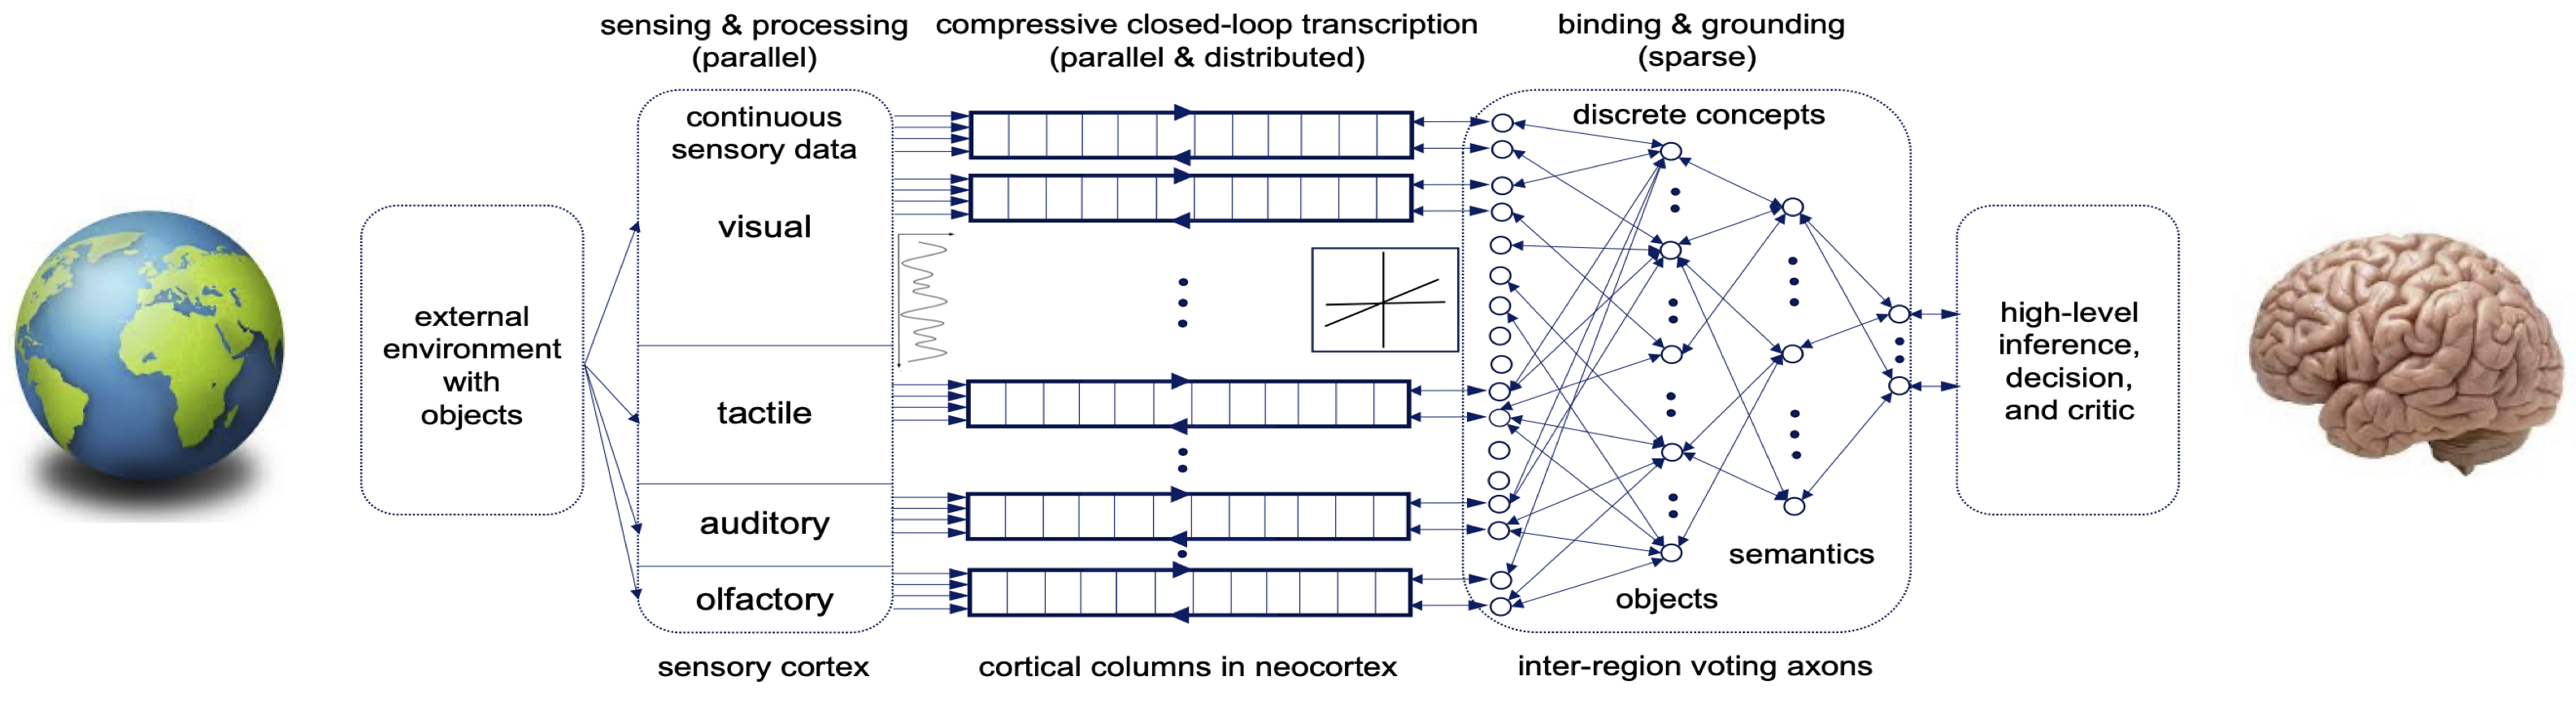 sensing & processing
(parallel)
compressive closed-loop transcription
(parallel & distributed)
binding & grounding
(sparse)
external
environment
with
objects
continuous
sensory data
visual
tactile
auditory
olfactory
discrete concepts
semantics
objects
high-level
inference,
decision,
and critic
sensory cortex
cortical columns in neocortex
inter-region voting axons